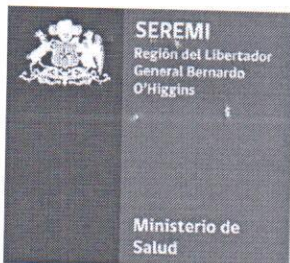 SEREMI
Región del Libertador
General Bernardo
O'Higgins
Ministerio de
Salud